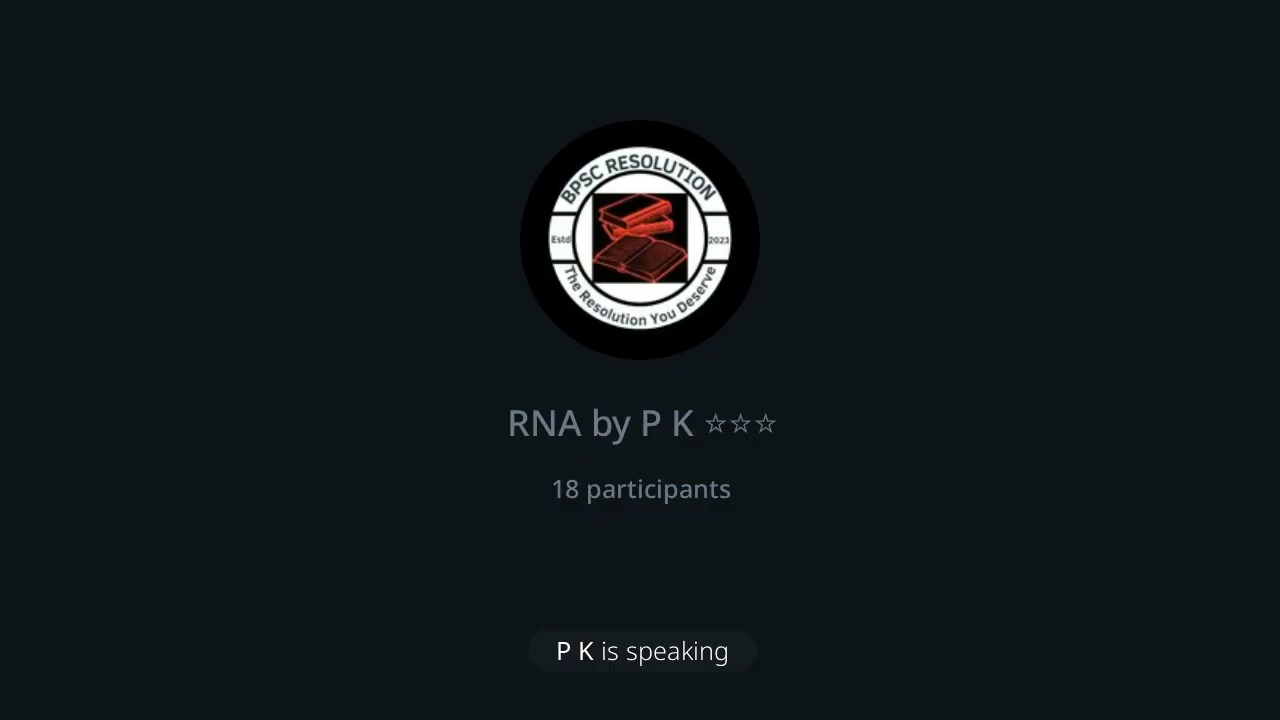 BPSC RESOLUTION
Estd
2023
The Resolution You Deserve
RNA by P K ☆☆☆
18 participants
P K is speaking